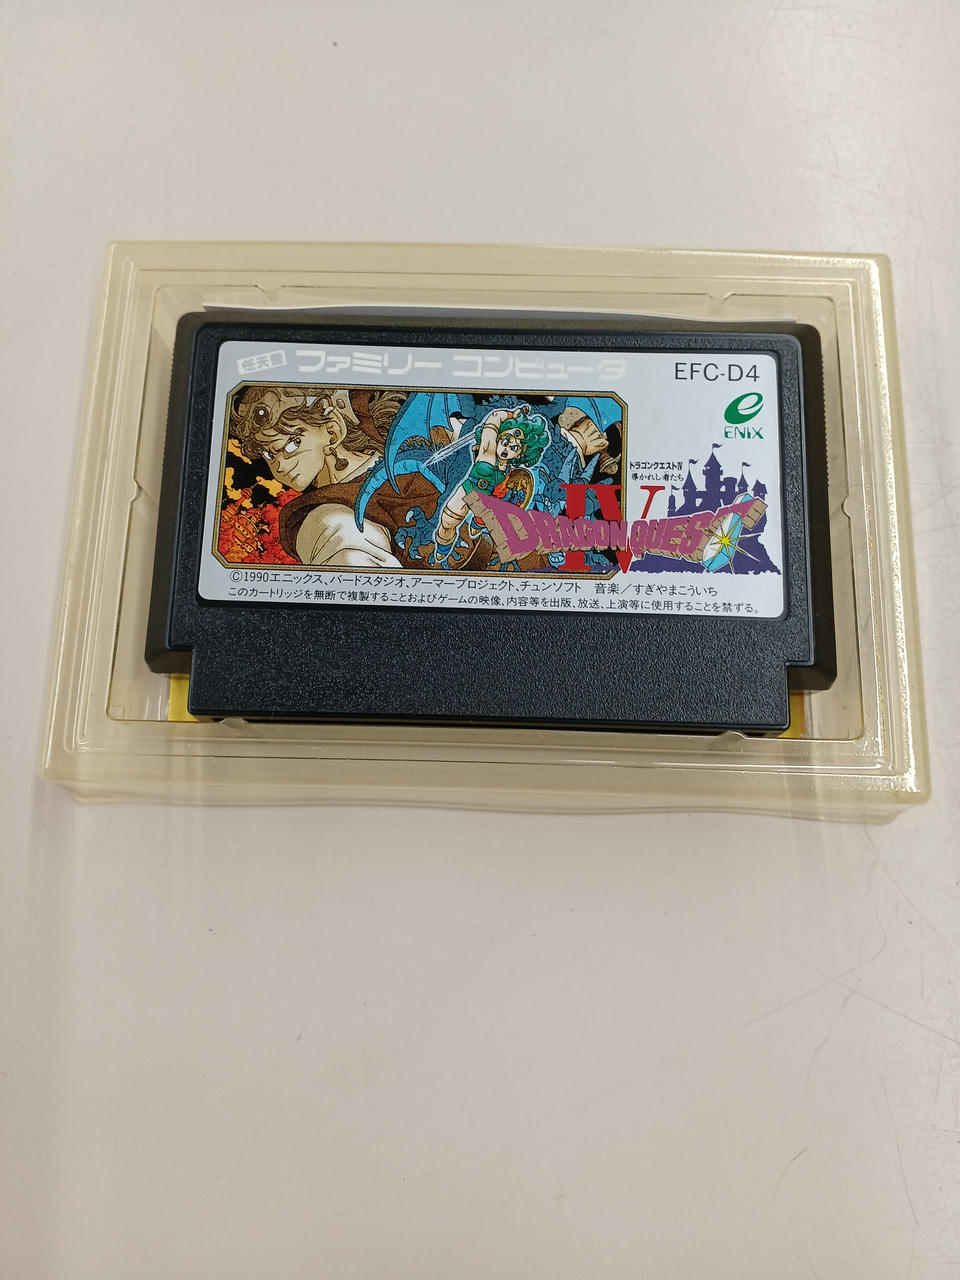 任天堂 ファミリー コンピュータ
EFC-D4
ENIX
ドラゴンクエストIV
導かれし者たち
IV
DRAGON QUEST
©1990エニックス、バードスタジオ、アーマープロジェクト、チュンソフト 音楽/すぎやまこういち
このカートリッジを無断で複製することおよびゲームの映像、内容等を出版、放送、上演等に使用することを禁ずる。